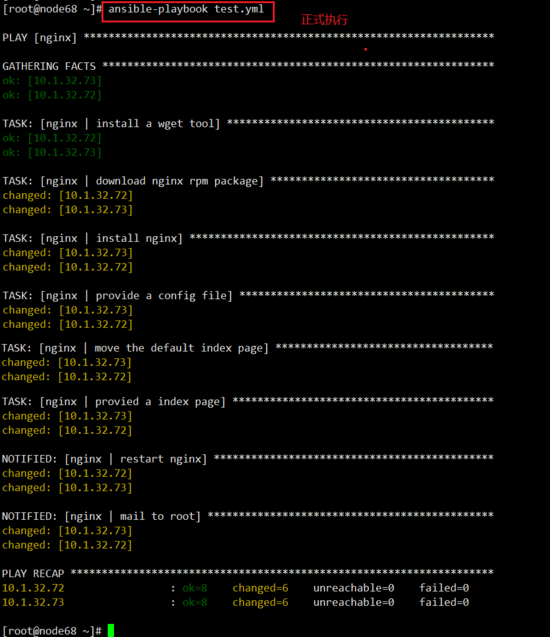 [root@node68 ~]# ansible-playbook test.yml 正式执行
PLAY [nginx] ***************************************************************
GATHERING FACTS ************************************************************
ok: [10.1.32.73]
ok: [10.1.32.72]
TASK: [nginx | install a wget tool] *****************************************
ok: [10.1.32.72]
ok: [10.1.32.73]
TASK: [nginx | download nginx rpm package] **********************************
changed: [10.1.32.72]
changed: [10.1.32.73]
TASK: [nginx | install nginx] ***********************************************
changed: [10.1.32.73]
changed: [10.1.32.72]
TASK: [nginx | provide a config file] ***************************************
changed: [10.1.32.72]
changed: [10.1.32.73]
TASK: [nginx | move the default index page] *********************************
changed: [10.1.32.73]
changed: [10.1.32.72]
TASK: [nginx | provied a index page] ****************************************
changed: [10.1.32.73]
changed: [10.1.32.72]
NOTIFIED: [nginx | restart nginx] *******************************************
changed: [10.1.32.72]
changed: [10.1.32.73]
NOTIFIED: [nginx | mail to root] ********************************************
changed: [10.1.32.73]
changed: [10.1.32.72]
PLAY RECAP *****************************************************************
10.1.32.72 : ok=8 changed=6 unreachable=0 failed=0
10.1.32.73 : ok=8 changed=6 unreachable=0 failed=0
[root@node68 ~]#